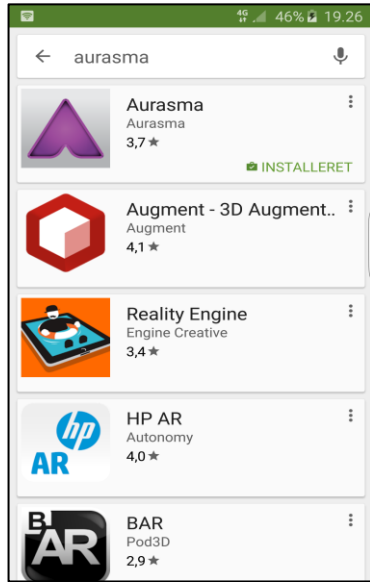 4G 46% 19.26
aurasma
Aurasma
Aurasma
3,7 ★
INSTALLERET
Augment - 3D Augment..
Augment
4,1 ★
Reality Engine
Engine Creative
3,4 ★
hp
AR
HP AR
Autonomy
4,0 ★
B
AR
BAR
Pod3D
2,9 ★